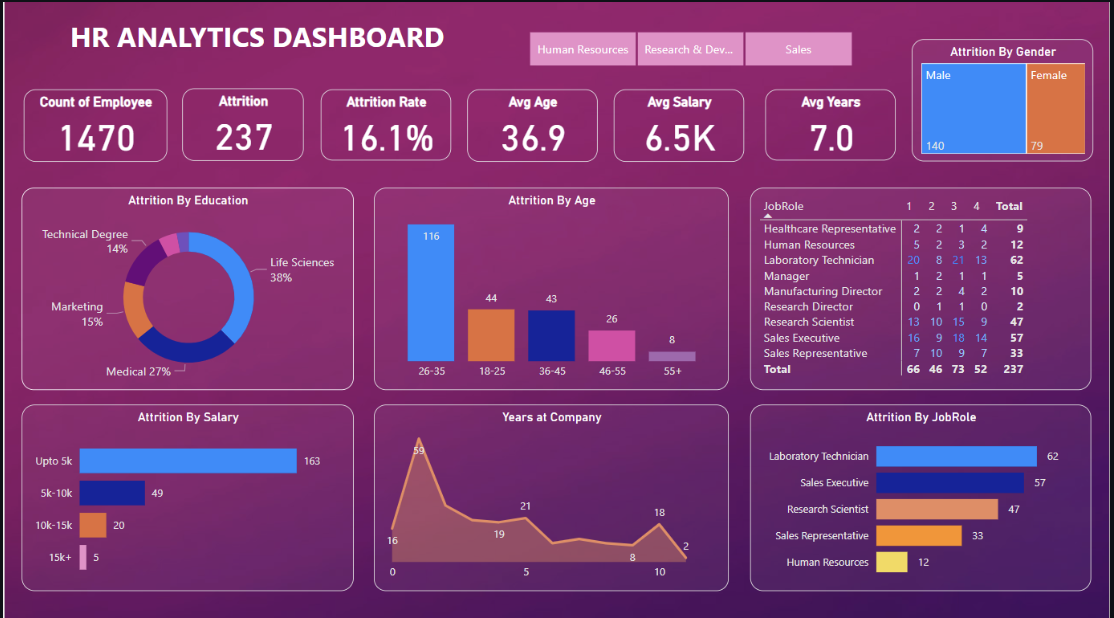 HR ANALYTICS DASHBOARD
Human Resources
Research & Dev...
Sales
Attrition By Gender
Male
Female
140
79
Count of Employee
1470
Attrition
237
Attrition Rate
16.1%
Avg Age
36.9
Avg Salary
6.5K
Avg Years
7.0
Attrition By Education
Technical Degree
14%
Life Sciences
38%
Marketing
15%
Medical 27%
Attrition By Age
116
44
43
26
8
26-35 18-25 36-45 46-55 55+
JobRole 1 2 3 4 Total
Healthcare Representative 2 2 1 4 9
Human Resources 5 2 3 2 12
Laboratory Technician 20 8 21 13 62
Manager 1 2 1 1 5
Manufacturing Director 2 2 4 2 10
Research Director 0 1 1 0 2
Research Scientist 13 10 15 9 47
Sales Executive 16 9 18 14 57
Sales Representative 7 10 9 7 33
Total 66 46 73 52 237
Attrition By Salary
Upto 5k 163
5k-10k 49
10k-15k 20
15k+ 5
Years at Company
59
16
19
21
8
18
2
0 5 10
Attrition By JobRole
Laboratory Technician 62
Sales Executive 57
Research Scientist 47
Sales Representative 33
Human Resources 12